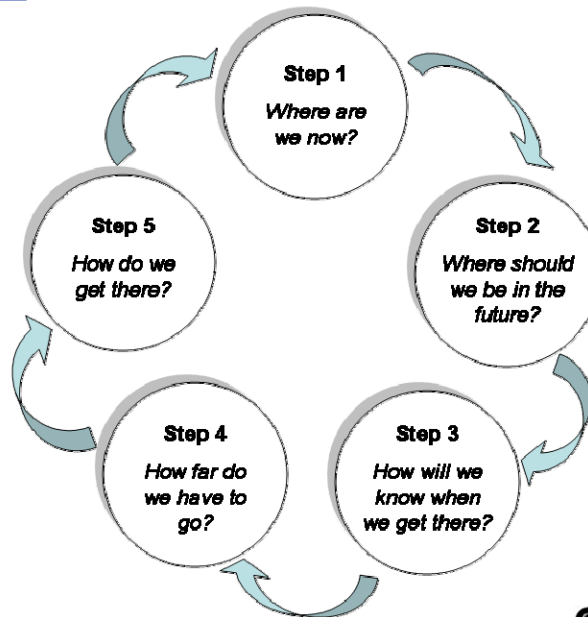 Step 1
Where are
we now?
Step 2
Where should
we be in the
future?
Step 3
How will we
know when
we get there?
Step 4
How far do
we have to
go?
Step 5
How do we
get there?